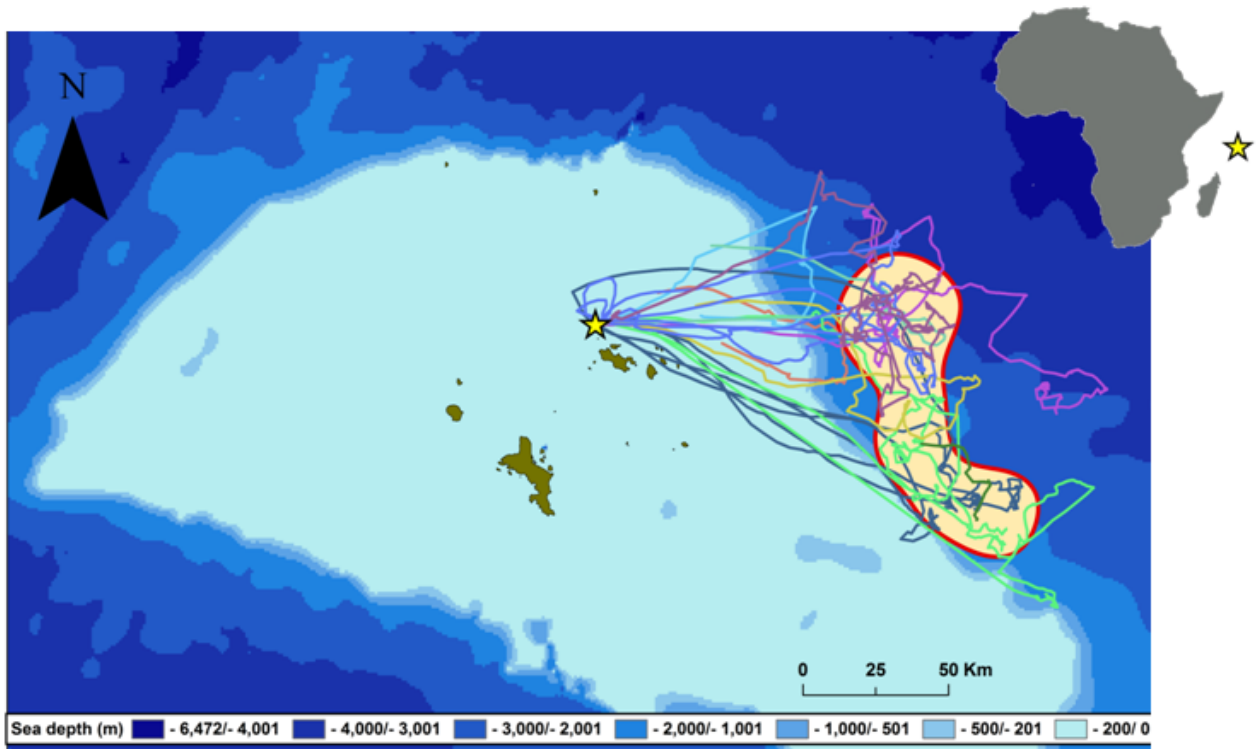 N
0 25 50 Km
Sea depth (m) - 6,472/- 4,001 - 4,000/- 3,001 - 3,000/- 2,001 - 2,000/- 1,001 - 1,000/- 501 - 500/- 201 - 200/ 0